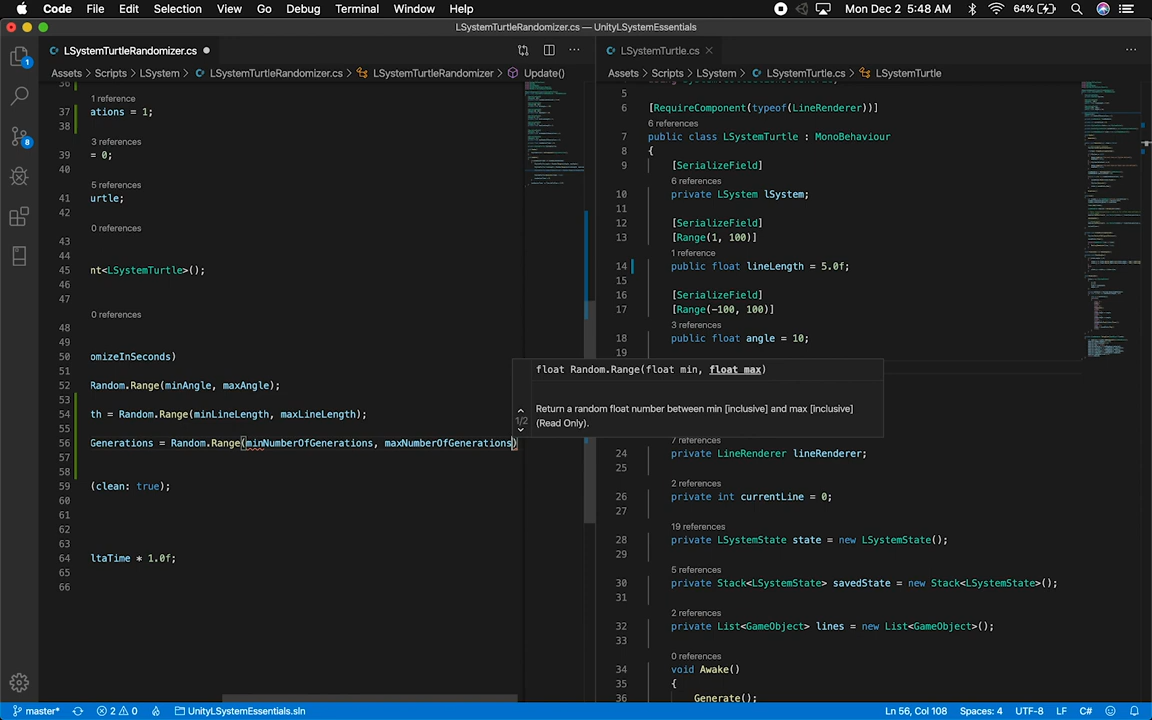 Code File Edit Selection View Go Debug Terminal Window Help Mon Dec 2 5:48 AM 64%
LSystemTurtleRandomizer.cs — UnityLSystemEssentials
LSystemTurtleRandomizer.cs
Assets › Scripts › LSystem › LSystemTurtleRandomizer.cs › LSystemTurtleRandomizer › Update()
1 reference
37 ations = 1;
38
3 references
39 = 0;
40
5 references
41 urtle;
42
0 references
43
44
45 nt<LSystemTurtle>();
46
47
0 references
48
49
50 omizeInSeconds)
51
52 Random.Range(minAngle, maxAngle);
53
54 th = Random.Range(minLineLength, maxLineLength);
55
56 Generations = Random.Range(minNumberOfGenerations, maxNumberOfGenerations)
57
58
59 (clean: true);
60
61
62
63
64 ltaTime * 1.0f;
65
66
float Random.Range(float min, float max)
1/2
Return a random float number between min [inclusive] and max [inclusive]
(Read Only).
LSystemTurtle.cs
Assets › Scripts › LSystem › LSystemTurtle.cs › LSystemTurtle
5
6 [RequireComponent(typeof(LineRenderer))]
6 references
7 public class LSystemTurtle : MonoBehaviour
8 {
9 [SerializeField]
6 references
10 private LSystem lSystem;
11
12 [SerializeField]
13 [Range(1, 100)]
1 reference
14 public float lineLength = 5.0f;
15
16 [SerializeField]
17 [Range(-100, 100)]
3 references
18 public float angle = 10;
19
7 references
24 private LineRenderer lineRenderer;
25
2 references
26 private int currentLine = 0;
27
19 references
28 private LSystemState state = new LSystemState();
29
5 references
30 private Stack<LSystemState> savedState = new Stack<LSystemState>();
31
2 references
32 private List<GameObject> lines = new List<GameObject>();
33
0 references
34 void Awake()
35 {
36 Generate();
1
8
master* 2 0 UnityLSystemEssentials.sln Ln 56, Col 108 Spaces: 4 UTF-8 LF C#